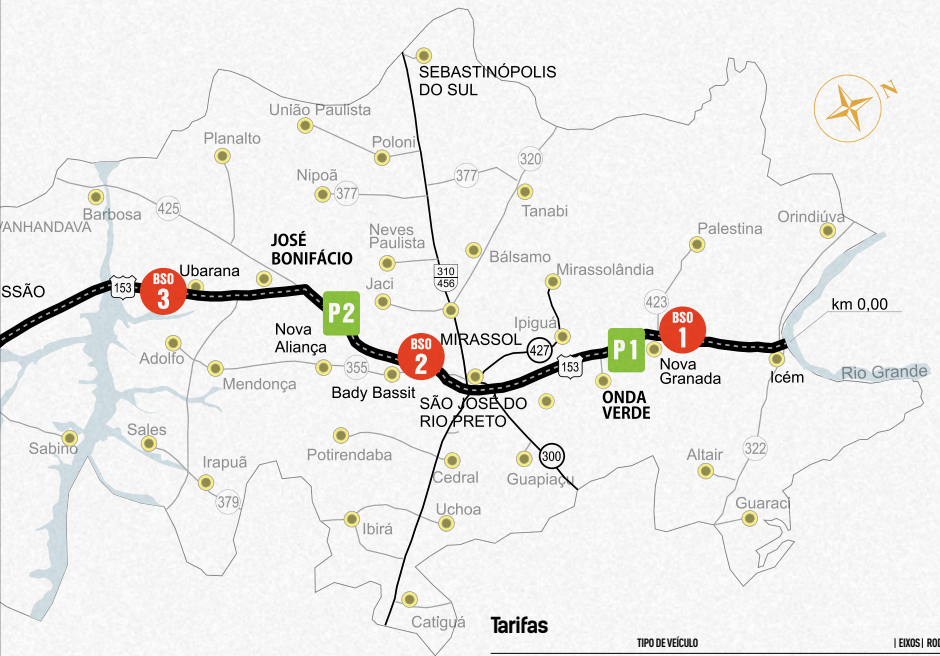 SEBASTINÓPOLIS
DO SUL
N
União Paulista
Planalto
Poloni
320
377
Nipoã
377
Tanabi
Barbosa
425
VANHANDAVA
Neves
Paulista
Palestina
Orindiúva
JOSÉ
BONIFÁCIO
Bálsamo
Mirassolândia
SSÃO
153
BSO
3
Ubarana
310
456
Jaci
423
km 0,00
P2
Ipiguá
BSO
1
Nova
Aliança
MIRASSOL
427
P1
Adolfo
BSO
2
153
Nova
Granada
Icém
Rio Grande
Mendonça
355
Bady Bassit
ONDA
VERDE
SÃO JOSÉ DO
RIO PRETO
Sabino
Sales
Potirendaba
300
322
Irapuã
Cedral
Guapiaçu
Altair
379
Guaraci
Ibirá
Uchoa
Catiguá
Tarifas
TIPO DE VEÍCULO
| EIXOS| ROD